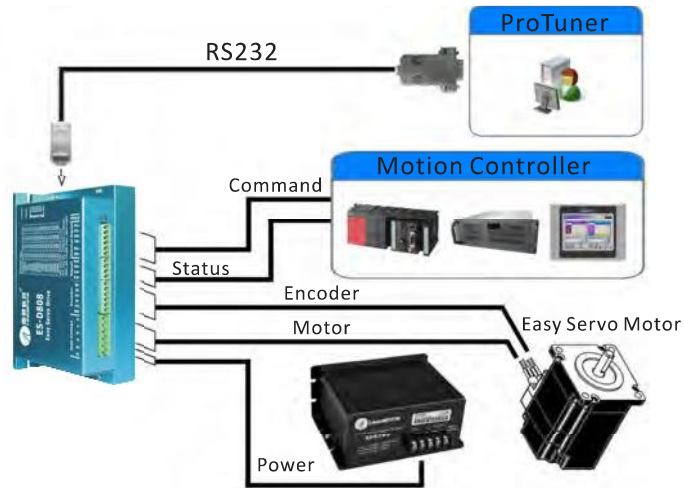 ProTuner
RS232
Motion Controller
Command
Status
Encoder
Motor
Easy Servo Motor
ES-D808
Easy Servo Drive
Power